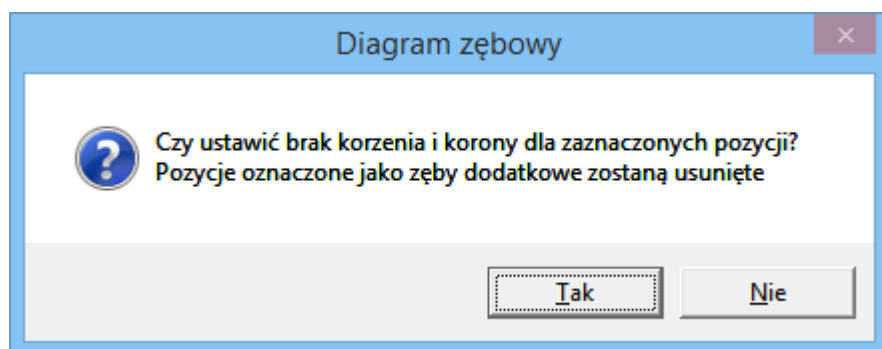 Diagram zębowy
Czy ustawić brak korzenia i korony dla zaznaczonych pozycji?
Pozycje oznaczone jako zęby dodatkowe zostaną usunięte
Tak
Nie